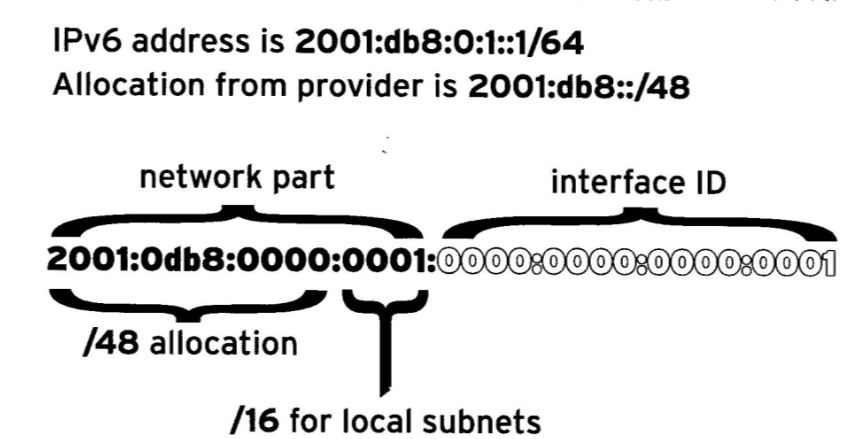 IPv6 address is 2001:db8:0:1::1/64
Allocation from provider is 2001:db8::/48
network part
interface ID
2001:0db8:0000:0001:0000:0000:0000:0001
/48 allocation
/16 for local subnets